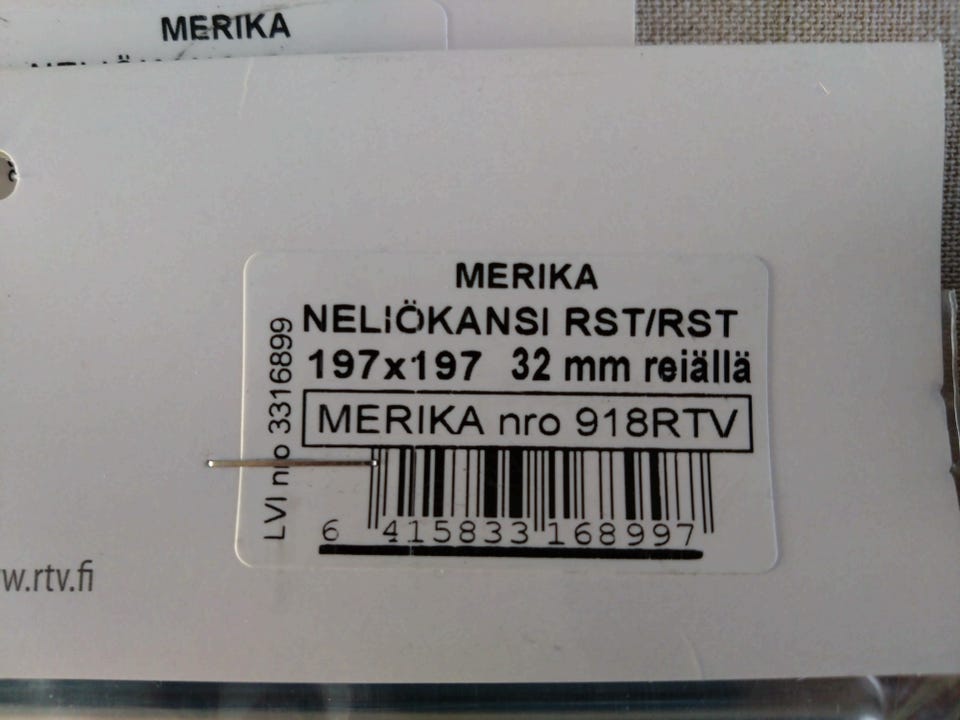 MERIKA
MERIKA
NELIÖKANSI RST/RST
197x197 32 mm reiällä
MERIKA nro 918RTV
LVI nro 3316899
6 415833 168997
w.rtv.fi